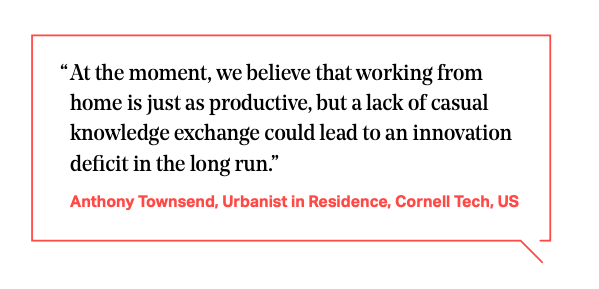 “At the moment, we believe that working from
home is just as productive, but a lack of casual
knowledge exchange could lead to an innovation
deficit in the long run.”
Anthony Townsend, Urbanist in Residence, Cornell Tech, US